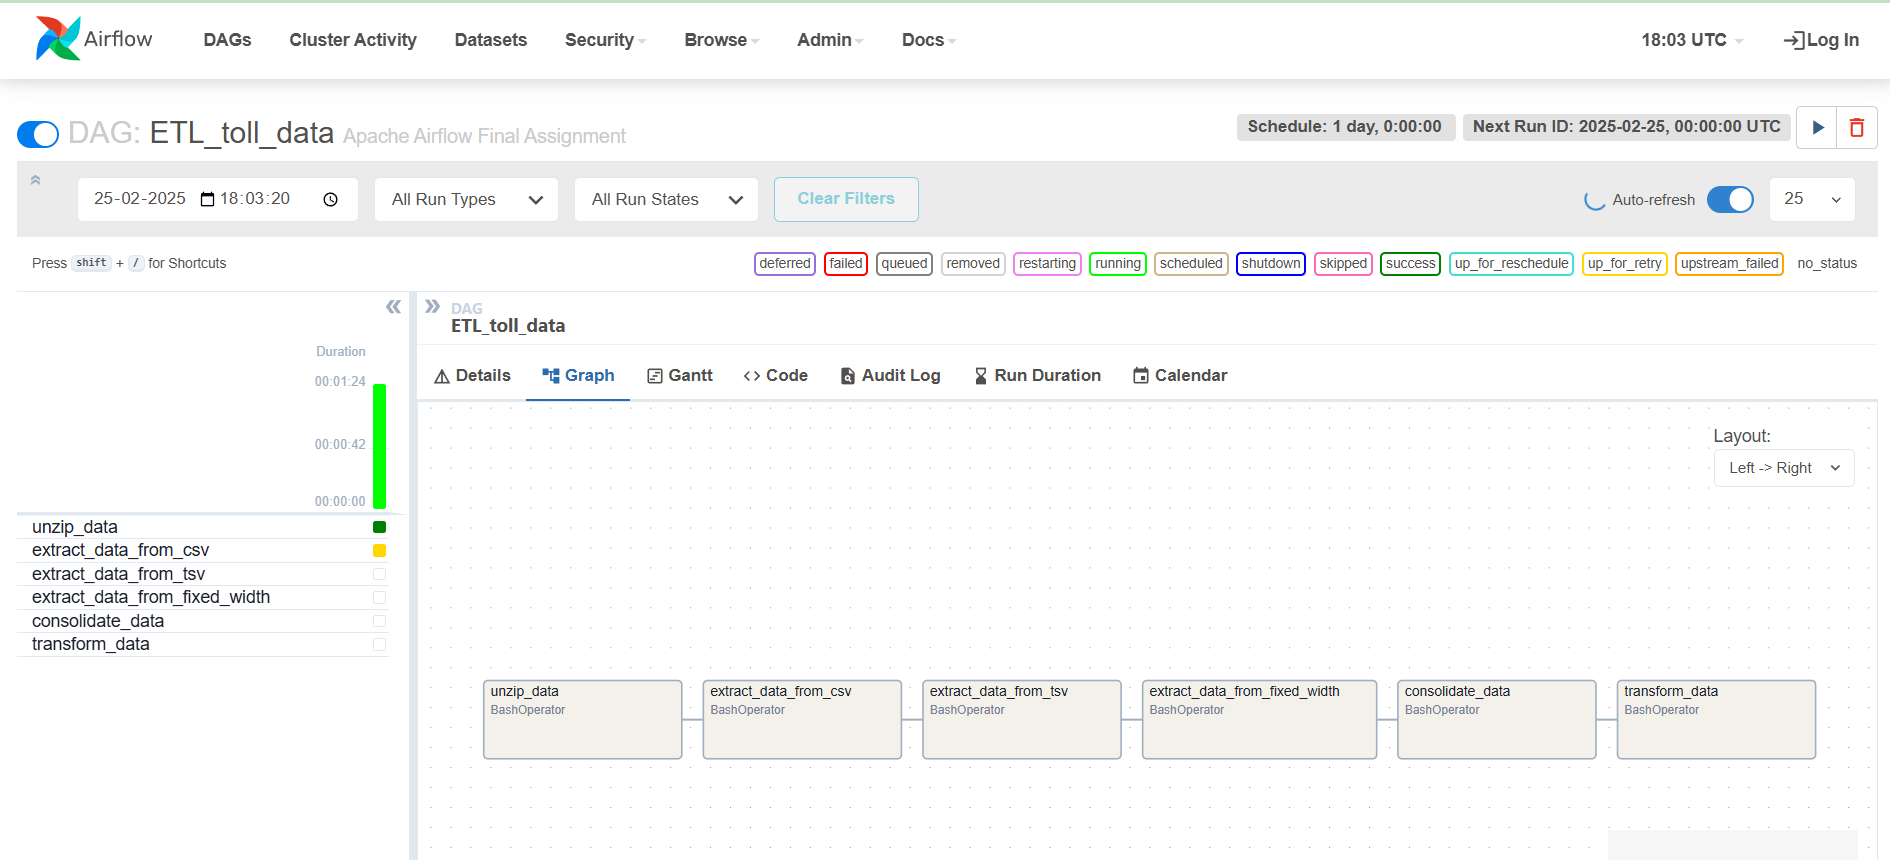 Airflow DAGs Cluster Activity Datasets Security Browse Admin Docs 18:03 UTC Log In
DAG: ETL_toll_data Apache Airflow Final Assignment Schedule: 1 day, 0:00:00 Next Run ID: 2025-02-25, 00:00:00 UTC
25-02-2025 18:03:20 All Run Types All Run States Clear Filters Auto-refresh 25
Press shift + / for Shortcuts deferred failed queued removed restarting running scheduled shutdown skipped success up_for_reschedule up_for_retry upstream_failed no_status
DAG
ETL_toll_data
Duration
00:01:24
00:00:42
00:00:00
unzip_data
extract_data_from_csv
extract_data_from_tsv
extract_data_from_fixed_width
consolidate_data
transform_data
Details Graph Gantt Code Audit Log Run Duration Calendar
Layout:
Left -> Right
unzip_data
BashOperator
extract_data_from_csv
BashOperator
extract_data_from_tsv
BashOperator
extract_data_from_fixed_width
BashOperator
consolidate_data
BashOperator
transform_data
BashOperator